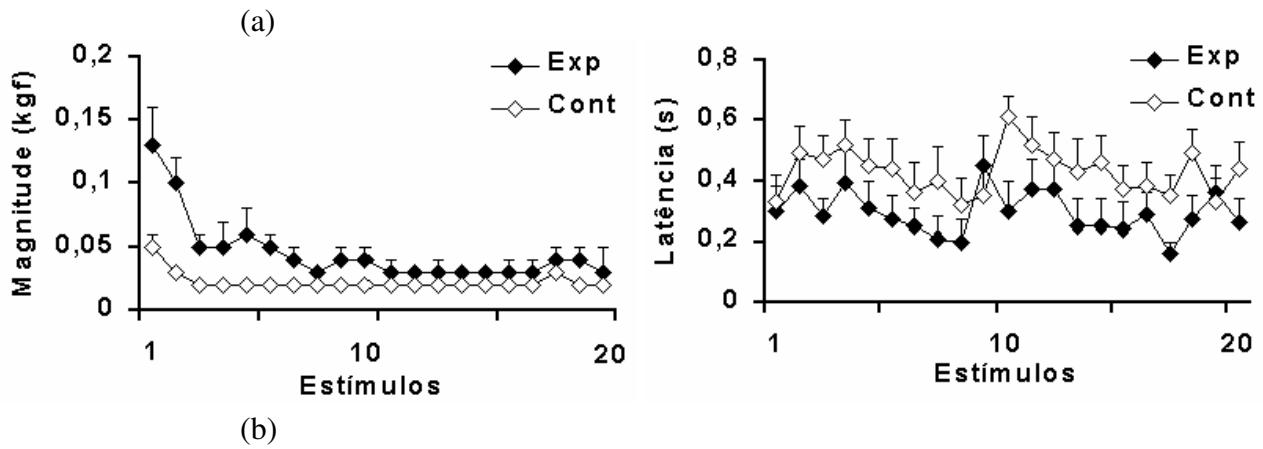 (a)
0,2
0,15
0,1
0,05
0
Magnitude (kgf)
Exp
Cont
1 10 20
Estímulos
0,8
0,6
0,4
0,2
0
Latência (s)
Exp
Cont
1 10 20
Estímulos
(b)